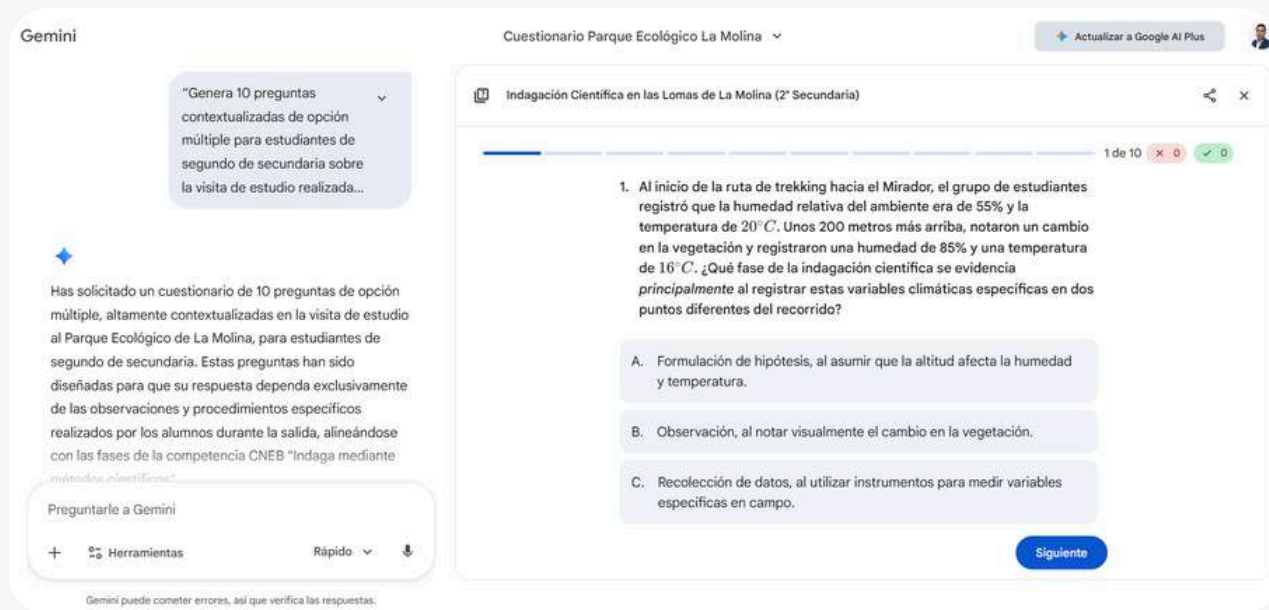 Gemini
Cuestionario Parque Ecológico La Molina
Actualizar a Google AI Plus
"Genera 10 preguntas
contextualizadas de opción
múltiple para estudiantes de
segundo de secundaria sobre
la visita de estudio realizada...
Has solicitado un cuestionario de 10 preguntas de opción
múltiple, altamente contextualizadas en la visita de estudio
al Parque Ecológico de La Molina, para estudiantes de
segundo de secundaria. Estas preguntas han sido
diseñadas para que su respuesta dependa exclusivamente
de las observaciones y procedimientos específicos
realizados por los alumnos durante la salida, alineándose
con las fases de la competencia CNEB "Indaga mediante
métodos científicos"
Preguntarle a Gemini
Herramientas
Rápido
Gemini puede cometer errores, así que verifica las respuestas.
Indagación Científica en las Lomas de La Molina (2° Secundaria)
1 de 10 × 0 ✓ 0
1. Al inicio de la ruta de trekking hacia el Mirador, el grupo de estudiantes
registró que la humedad relativa del ambiente era de 55% y la
temperatura de 20°C. Unos 200 metros más arriba, notaron un cambio
en la vegetación y registraron una humedad de 85% y una temperatura
de 16°C. ¿Qué fase de la indagación científica se evidencia
principalmente al registrar estas variables climáticas específicas en dos
puntos diferentes del recorrido?
A. Formulación de hipótesis, al asumir que la altitud afecta la humedad
y temperatura.
B. Observación, al notar visualmente el cambio en la vegetación.
C. Recolección de datos, al utilizar instrumentos para medir variables
específicas en campo.
Siguiente